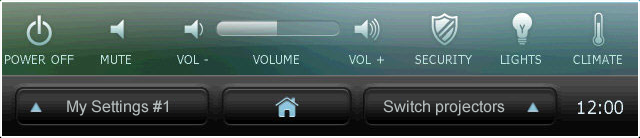 POWER OFF MUTE VOL - VOLUME VOL + SECURITY LIGHTS CLIMATE
My Settings #1 Switch projectors 12:00